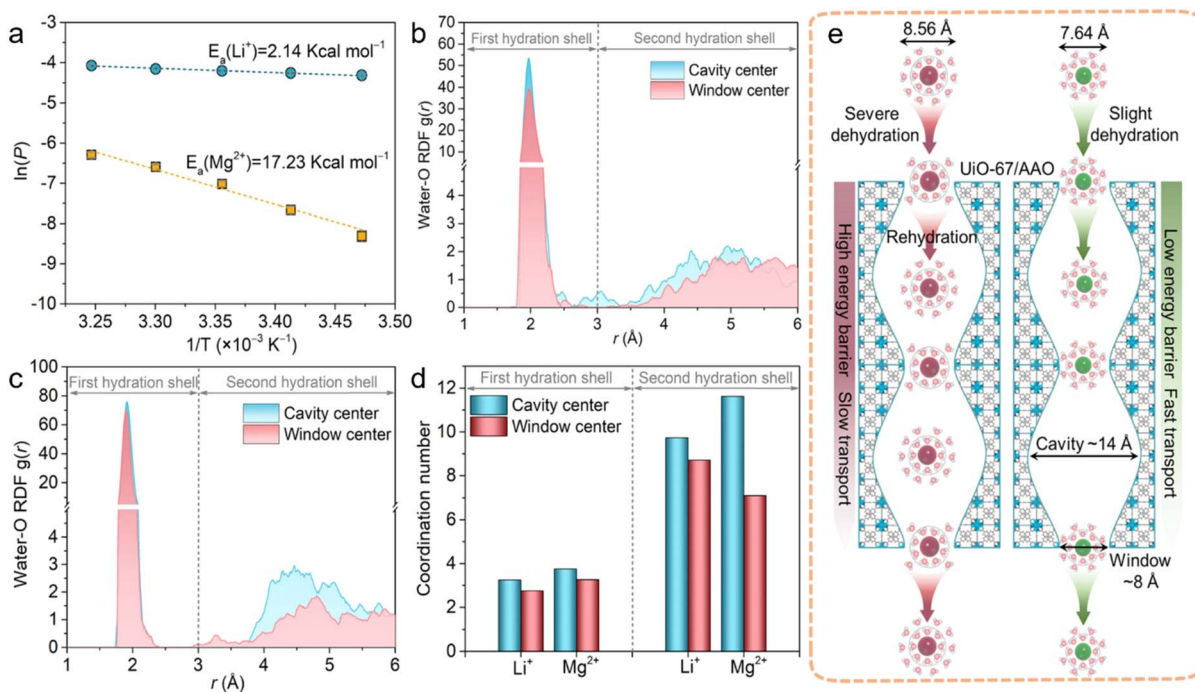 a
Eₐ(Li⁺)=2.14 Kcal mol⁻¹
Eₐ(Mg²⁺)=17.23 Kcal mol⁻¹
ln(P)
-2
-3
-4
-5
-6
-7
-8
-9
-10
3.25 3.30 3.35 3.40 3.45 3.50
1/T (×10⁻³ K⁻¹)
b
First hydration shell
Second hydration shell
Cavity center
Window center
Water-O RDF g(r)
70
60
50
40
30
20
10
5
4
3
2
1
0
0 1 2 3 4 5 6
r (Å)
c
First hydration shell
Second hydration shell
Cavity center
Window center
Water-O RDF g(r)
100
80
60
40
20
5
4
3
2
1
0
1 2 3 4 5 6
r (Å)
d
First hydration shell
Second hydration shell
Cavity center
Window center
Coordination number
12
10
8
6
4
2
0
Li⁺ Mg²⁺ Li⁺ Mg²⁺
e
8.56 Å
7.64 Å
Severe
dehydration
Slight
dehydration
UiO-67/AAO
Rehydration
High energy barrier
Slow transport
Low energy barrier
Fast transport
Cavity ~14 Å
Window
~8 Å